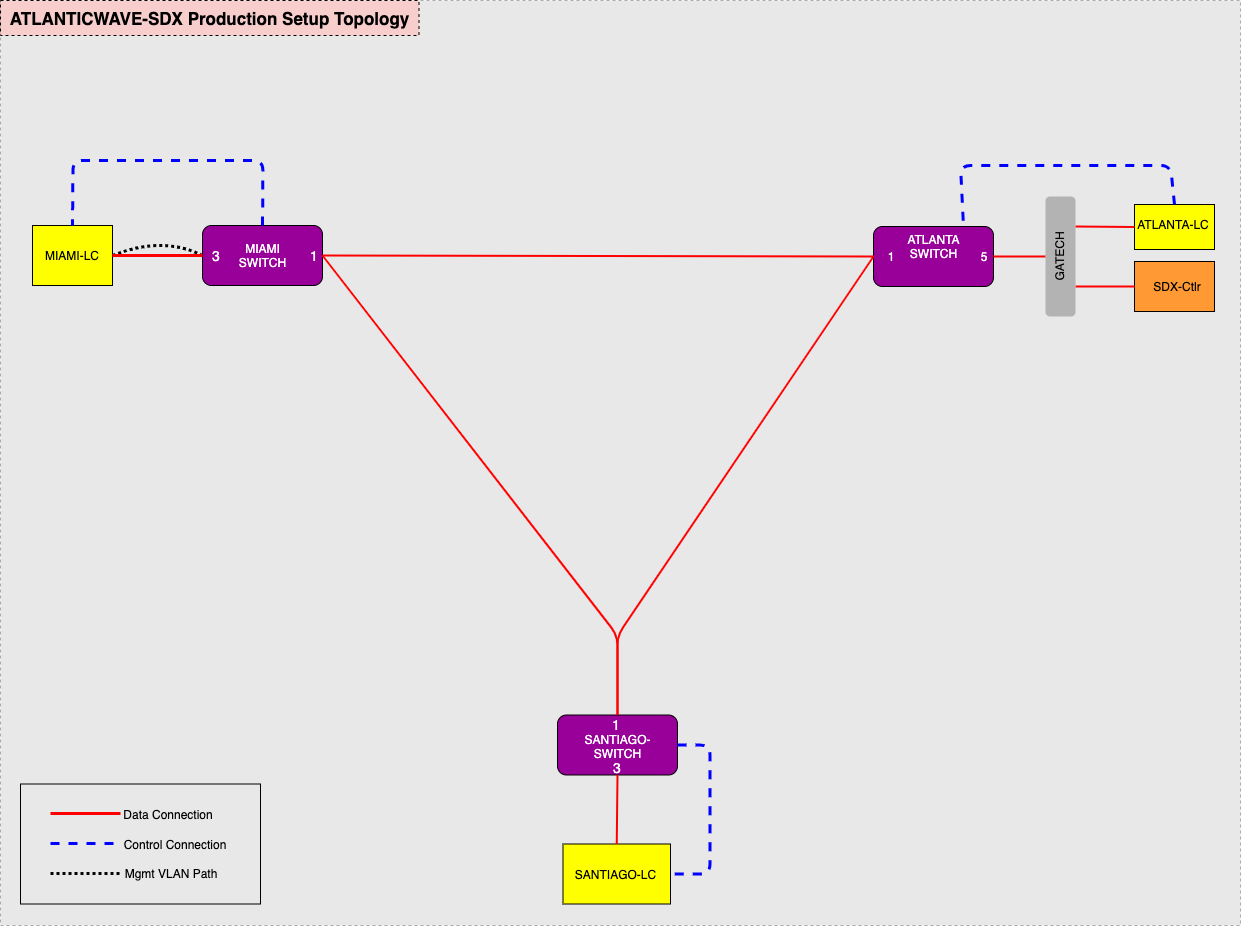 ATLANTICWAVE-SDX Production Setup Topology
MIAMI-LC
3
MIAMI
SWITCH
1
1
ATLANTA
SWITCH
5
GATECH
ATLANTA-LC
SDX-Ctlr
1
SANTIAGO-
SWITCH
3
SANTIAGO-LC
Data Connection
Control Connection
Mgmt VLAN Path